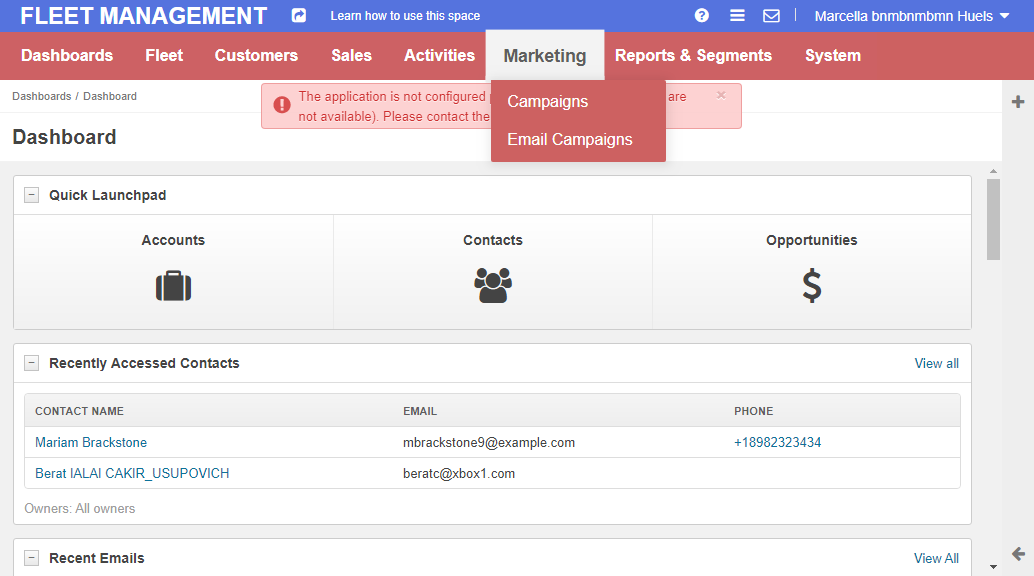 FLEET MANAGEMENT Learn how to use this space Marcella bnmbnmbmn Huels
Dashboards Fleet Customers Sales Activities Marketing Reports & Segments System
Campaigns
Email Campaigns
Dashboards / Dashboard
The application is not configured are
not available). Please contact the
Dashboard
Quick Launchpad
Accounts Contacts Opportunities
Recently Accessed Contacts View all
CONTACT NAME EMAIL PHONE
Mariam Brackstone mbrackstone9@example.com +18982323434
Berat IALAI CAKIR_USUPOVICH beratc@xbox1.com
Owners: All owners
Recent Emails View All